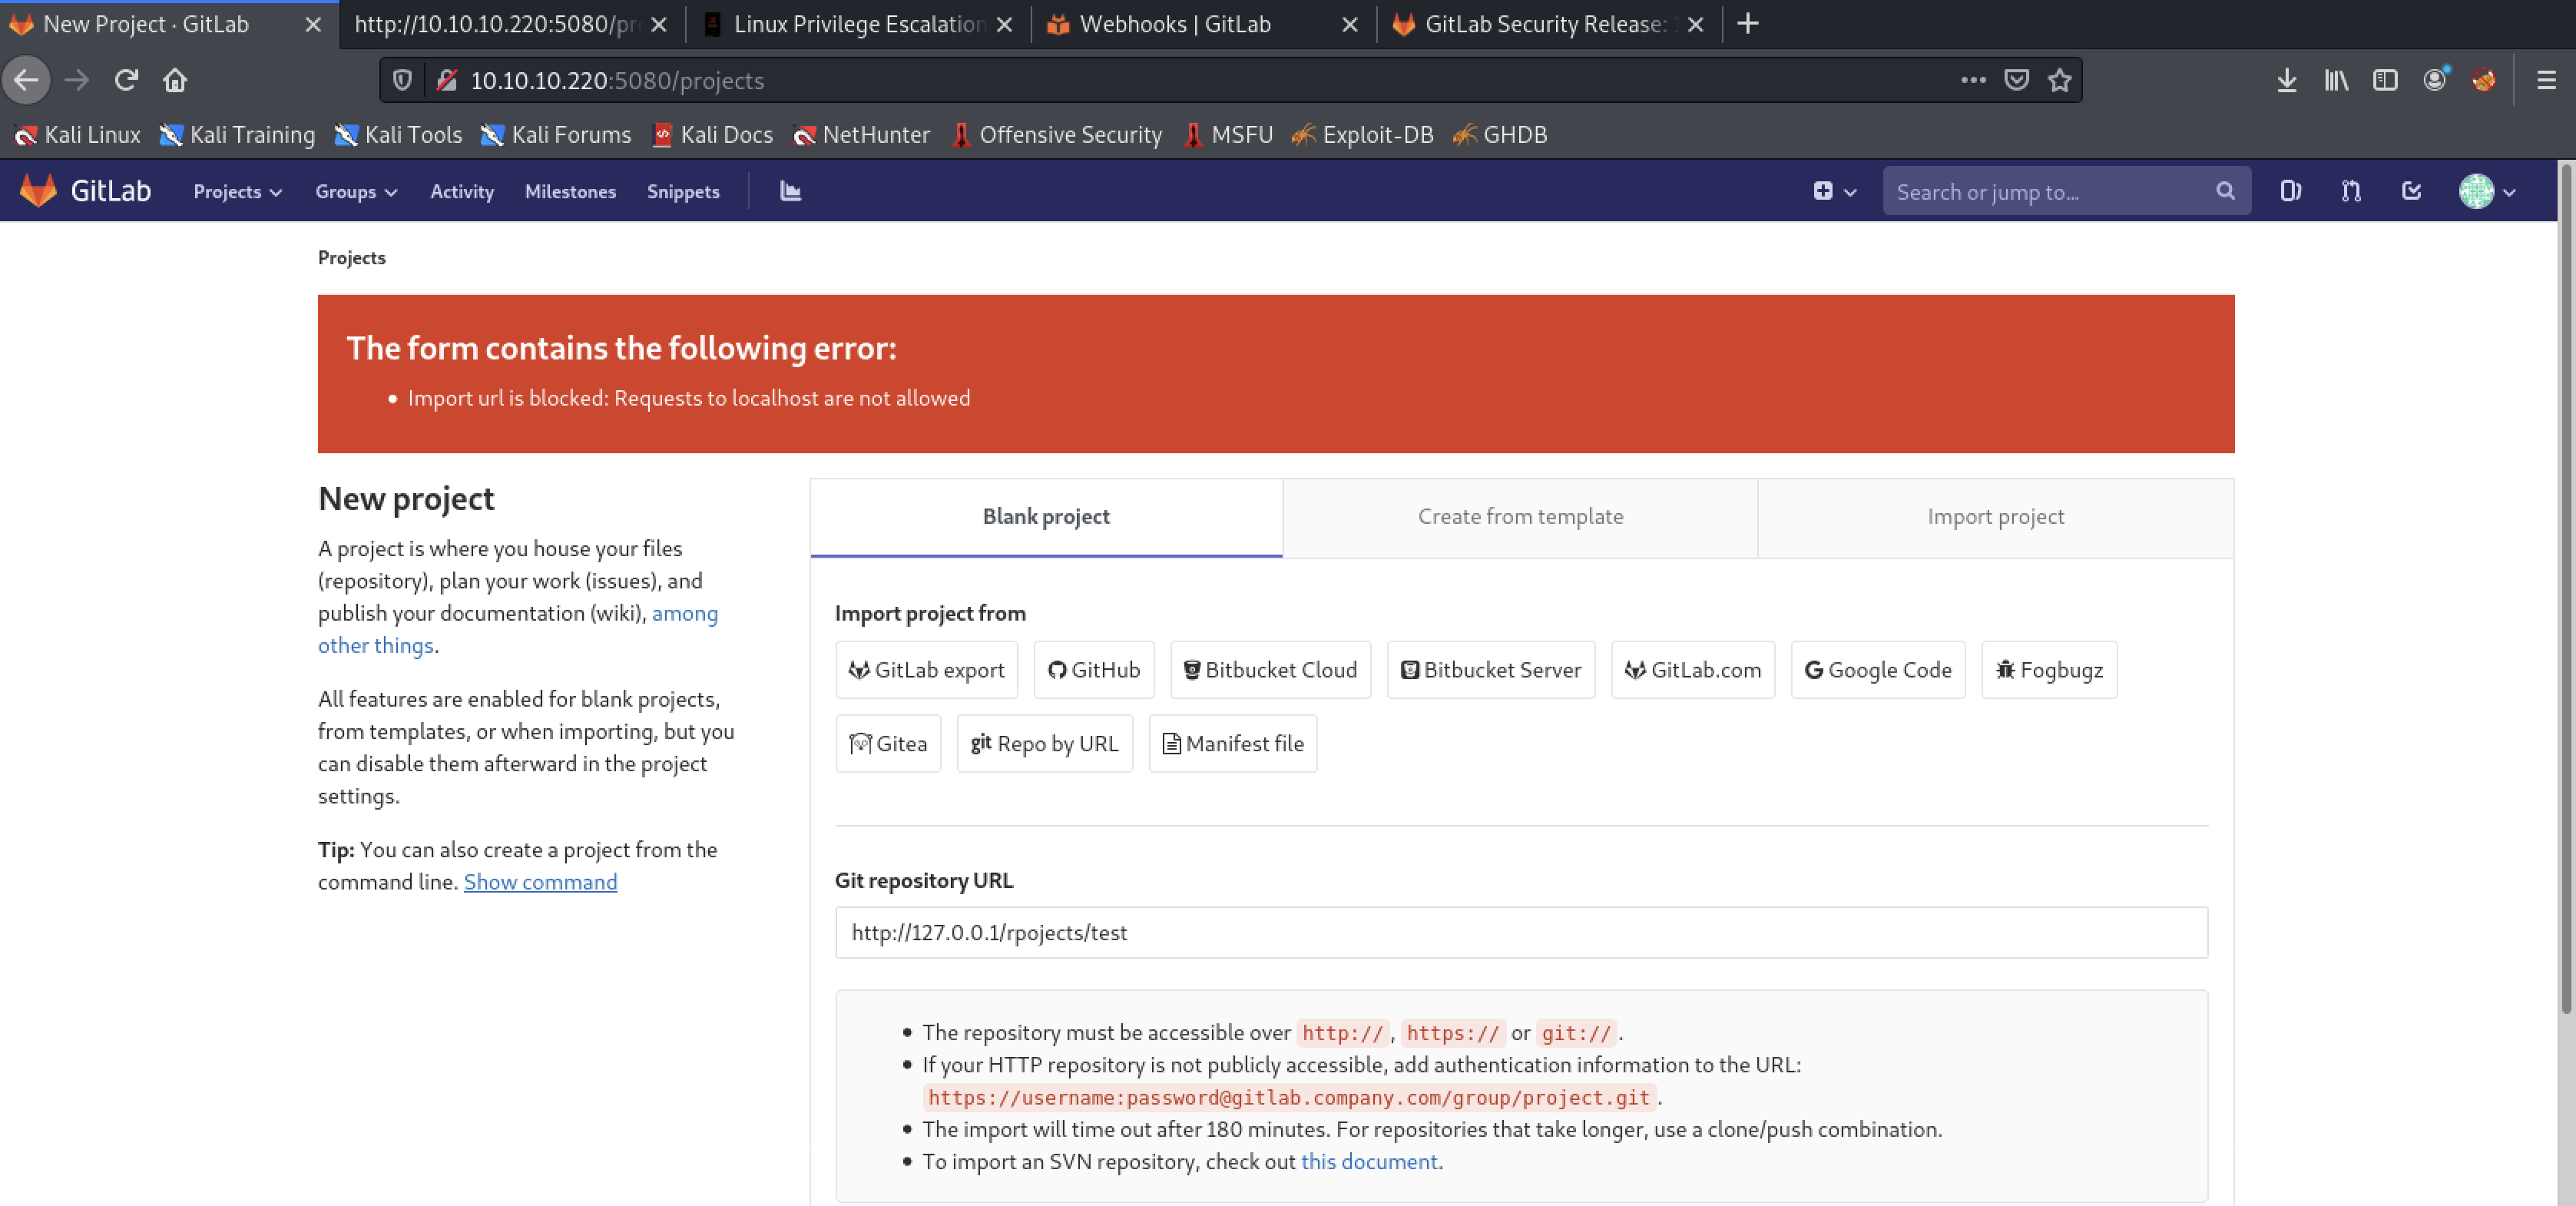 New Project · GitLab
http://10.10.10.220:5080/pr
Linux Privilege Escalation
Webhooks | GitLab
GitLab Security Release: 1
10.10.10.220:5080/projects
Kali Linux
Kali Training
Kali Tools
Kali Forums
Kali Docs
NetHunter
Offensive Security
MSFU
Exploit-DB
GHDB
GitLab
Projects
Groups
Activity
Milestones
Snippets
Search or jump to...
Projects
The form contains the following error:
• Import url is blocked: Requests to localhost are not allowed
New project
A project is where you house your files
(repository), plan your work (issues), and
publish your documentation (wiki), among
other things.
All features are enabled for blank projects,
from templates, or when importing, but you
can disable them afterward in the project
settings.
Tip: You can also create a project from the
command line. Show command
Blank project
Create from template
Import project
Import project from
GitLab export
GitHub
Bitbucket Cloud
Bitbucket Server
GitLab.com
Google Code
Fogbugz
Gitea
git Repo by URL
Manifest file
Git repository URL
http://127.0.0.1/rpojects/test
• The repository must be accessible over http://, https:// or git://.
• If your HTTP repository is not publicly accessible, add authentication information to the URL:
https://username:password@gitlab.company.com/group/project.git.
• The import will time out after 180 minutes. For repositories that take longer, use a clone/push combination.
• To import an SVN repository, check out this document.